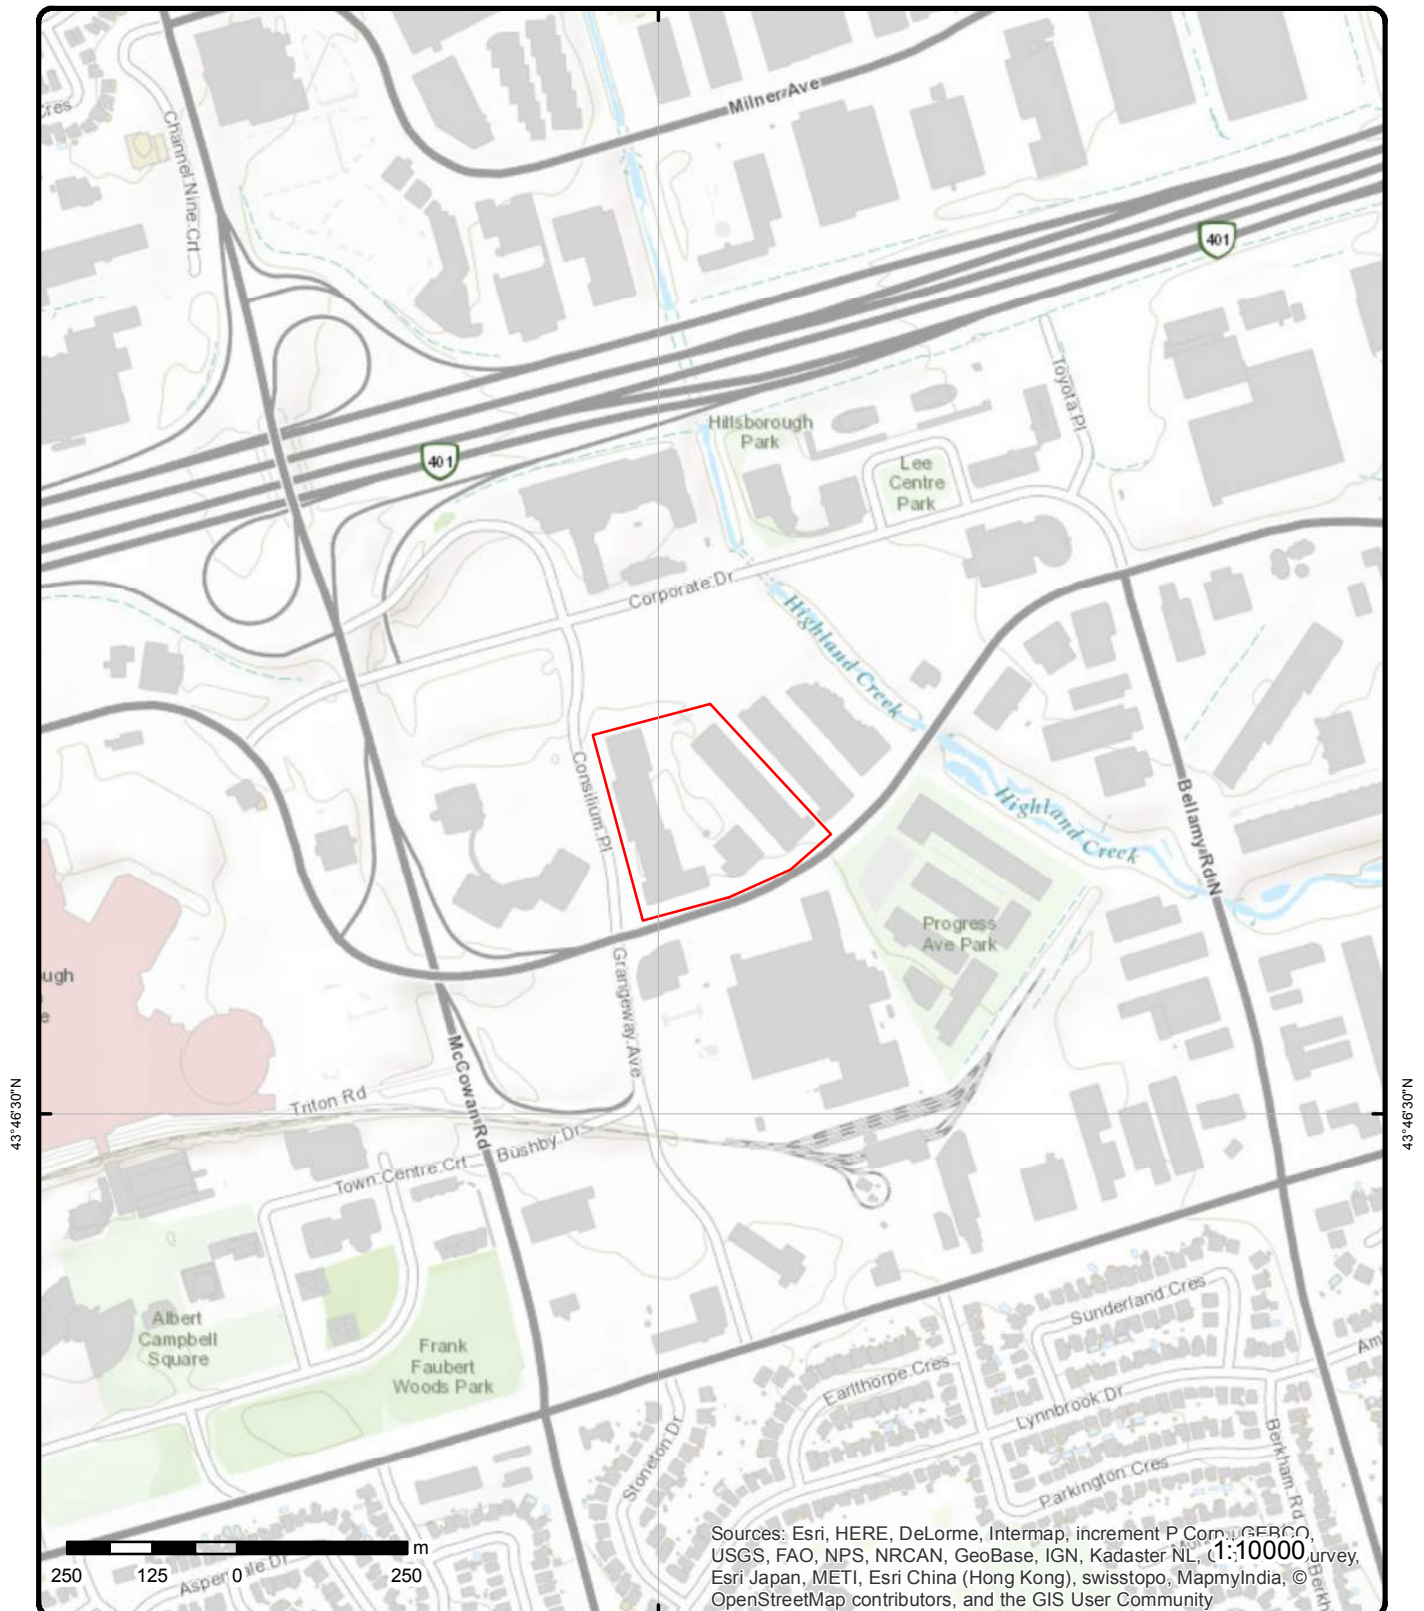 Milner Ave
Cres
Channel Nine Crt
401
Toyota Pl
Hillsborough
Park
401
Lee
Centre
Park
Corporate Dr
Highland Creek
Consilium Pl
Highland Creek
Bellamy Rd N
Progress
Ave Park
ugh
e
Grangeway Ave
McCowan Rd
43°46'30"N
43°46'30"N
Triton Rd
Bushby Dr
Town Centre Crt
Albert
Campbell
Square
Frank
Faubert
Woods Park
Sunderland Cres
Earlthorpe Cres
Lynnbrook Dr
Stoneton Dr
Parkington Cres
Berkham Rd
m
250 125 0 250
Sources: Esri, HERE, DeLorme, Intermap, increment P Corp., GEBCO,
USGS, FAO, NPS, NRCAN, GeoBase, IGN, Kadaster NL, urvey,
1:10000
Esri Japan, METI, Esri China (Hong Kong), swisstopo, MapmyIndia, ©
OpenStreetMap contributors, and the GIS User Community